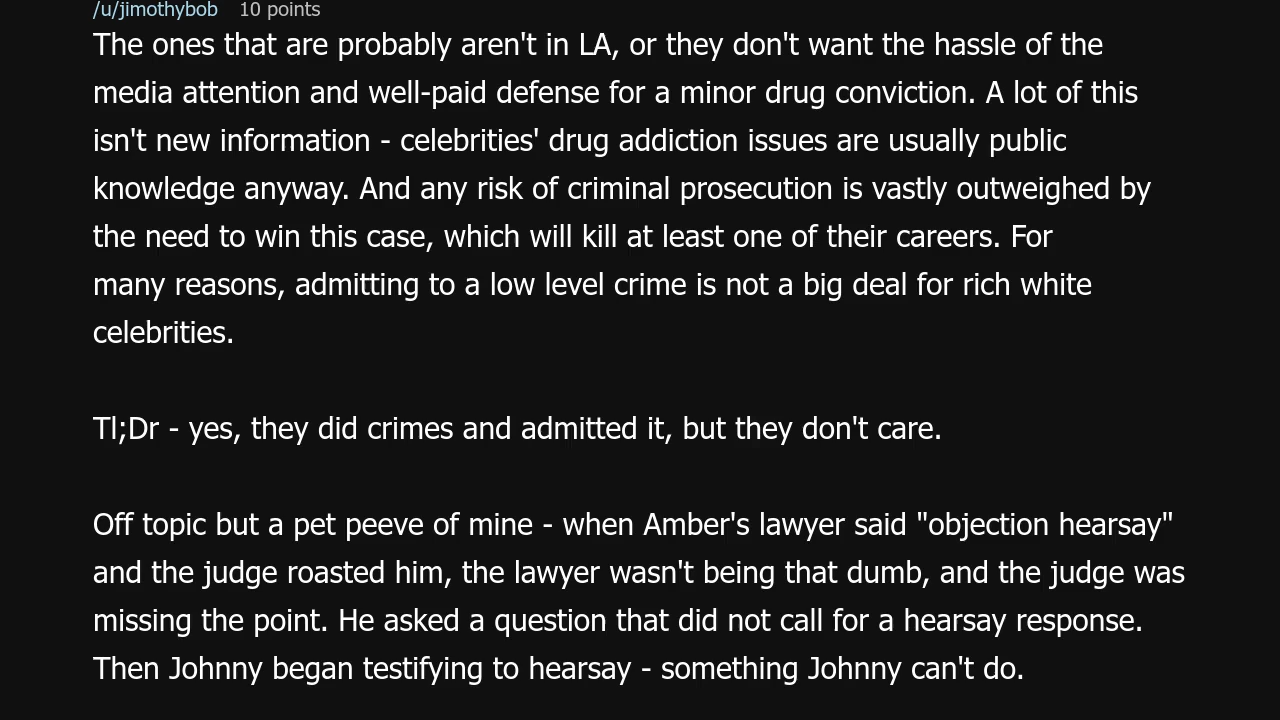 /u/jimothybob 10 points
The ones that are probably aren't in LA, or they don't want the hassle of the
media attention and well-paid defense for a minor drug conviction. A lot of this
isn't new information - celebrities' drug addiction issues are usually public
knowledge anyway. And any risk of criminal prosecution is vastly outweighed by
the need to win this case, which will kill at least one of their careers. For
many reasons, admitting to a low level crime is not a big deal for rich white
celebrities.
Tl;Dr - yes, they did crimes and admitted it, but they don't care.
Off topic but a pet peeve of mine - when Amber's lawyer said "objection hearsay"
and the judge roasted him, the lawyer wasn't being that dumb, and the judge was
missing the point. He asked a question that did not call for a hearsay response.
Then Johnny began testifying to hearsay - something Johnny can't do.